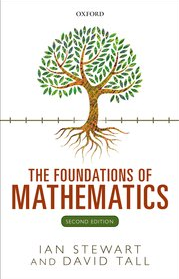 OXFORD
THE FOUNDATIONS OF
MATHEMATICS
SECOND EDITION
IAN STEWART
AND DAVID TALL